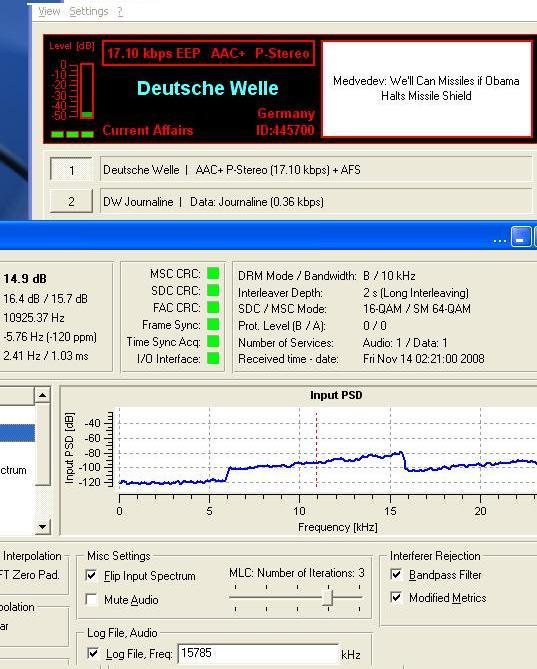 View Settings ?
Level [dB]
17.10 kbps EEP AAC+ P-Stereo
0
-10
-20
-30
-40
-50
Deutsche Welle
Germany
Current Affairs ID:445700
Medvedev: We'll Can Missiles if Obama
Halts Missile Shield
1 Deutsche Welle | AAC+ P-Stereo (17.10 kbps) + AFS
2 DW Journaline | Data: Journaline (0.36 kbps)
...
14.9 dB
16.4 dB / 15.7 dB
10925.37 Hz
-5.76 Hz (-120 ppm)
2.41 Hz / 1.03 ms
MSC CRC:
SDC CRC:
FAC CRC:
Frame Sync:
Time Sync Acq:
I/O Interface:
DRM Mode / Bandwidth: B / 10 kHz
Interleaver Depth: 2 s (Long Interleaving)
SDC / MSC Mode: 16-QAM / SM 64-QAM
Prot. Level (B / A): 0 / 0
Number of Services: Audio: 1 / Data: 1
Received time - date: Fri Nov 14 02:21:00 2008
Input PSD
Input PSD [dB]
-40
-60
-80
-100
-120
0 5 10 15 20
Frequency [kHz]
ctrum
Interpolation
FT Zero Pad.
polation
ar
Misc Settings
Flip Input Spectrum
Mute Audio
MLC: Number of Iterations: 3
Interferer Rejection
Bandpass Filter
Modified Metrics
Log File, Audio
Log File, Freq: 15785 kHz